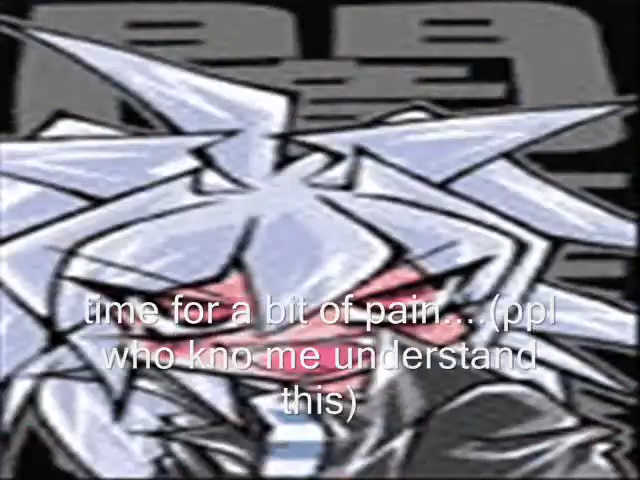 time for a bit of pain....(ppl
who kno me understand
this)